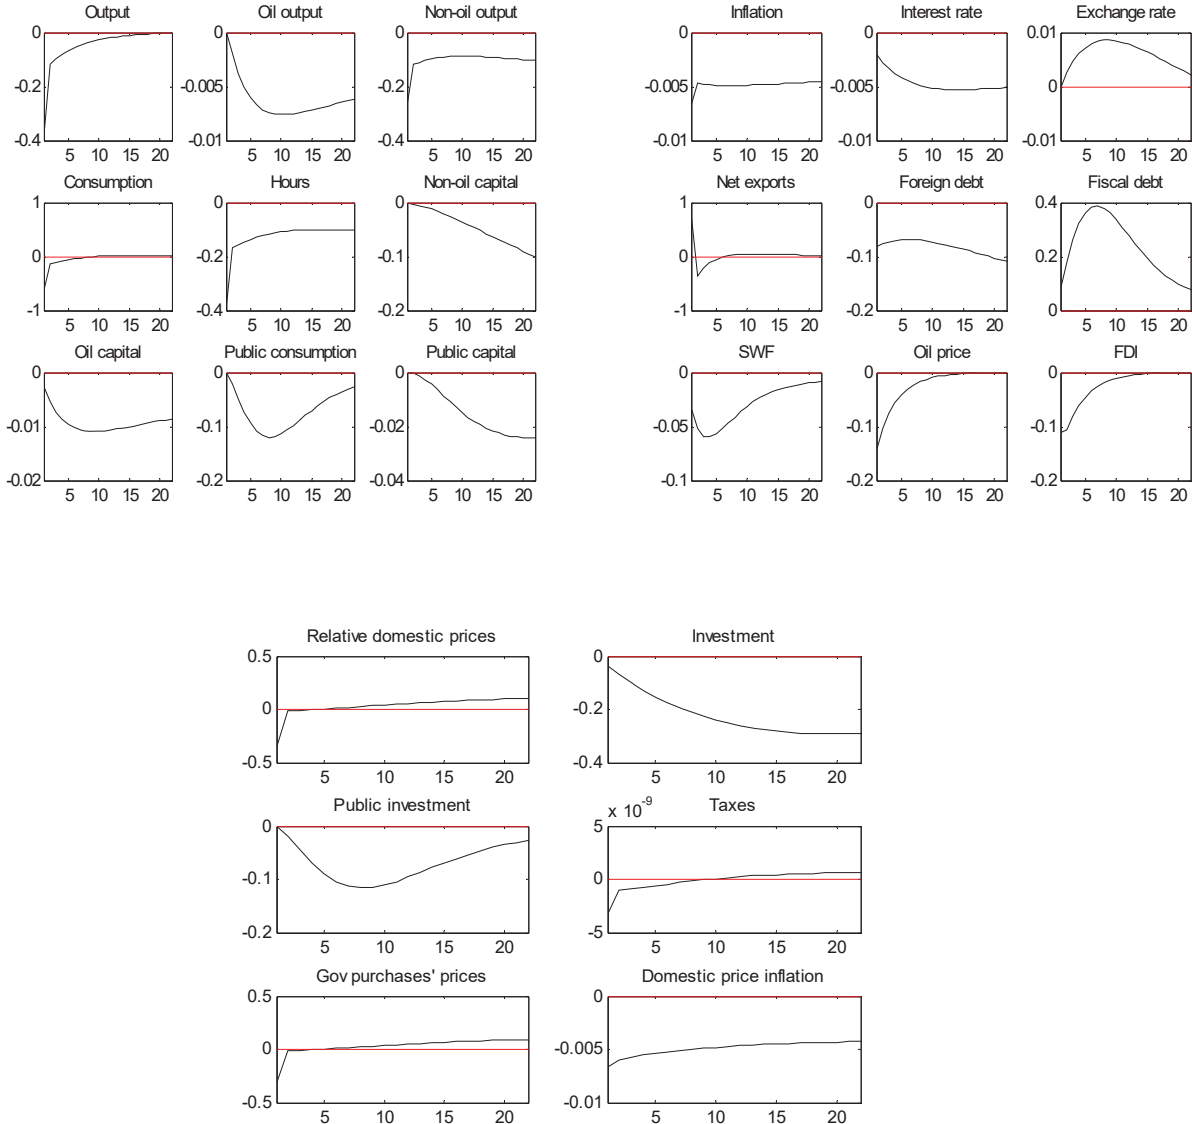 Output Oil output Non-oil output Inflation Interest rate Exchange rate
0 0 0 0 0 0.01
-0.2 -0.005 -0.2 -0.005 -0.005 0
-0.4 -0.01 -0.4 -0.01 -0.01 -0.01
5 10 15 20 5 10 15 20 5 10 15 20 5 10 15 20 5 10 15 20 5 10 15 20
Consumption Hours Non-oil capital Net exports Foreign debt Fiscal debt
1 0 0 1 0 0.4
0 -0.2 -0.1 0 -0.1 0.2
-1 -0.4 -0.2 -1 -0.2 0
5 10 15 20 5 10 15 20 5 10 15 20 5 10 15 20 5 10 15 20 5 10 15 20
Oil capital Public consumption Public capital SWF Oil price FDI
0 0 0 0 0 0
-0.01 -0.1 -0.02 -0.05 -0.1 -0.1
-0.02 -0.2 -0.04 -0.1 -0.2 -0.2
5 10 15 20 5 10 15 20 5 10 15 20 5 10 15 20 5 10 15 20 5 10 15 20
Relative domestic prices Investment
0.5 0
0 -0.2
-0.5 -0.4
5 10 15 20 5 10 15 20
Public investment x 10-9 Taxes
0 5
-0.1 0
-0.2 -5
5 10 15 20 5 10 15 20
Gov purchases' prices Domestic price inflation
0.5 0
0 -0.005
-0.5 -0.01
5 10 15 20 5 10 15 20